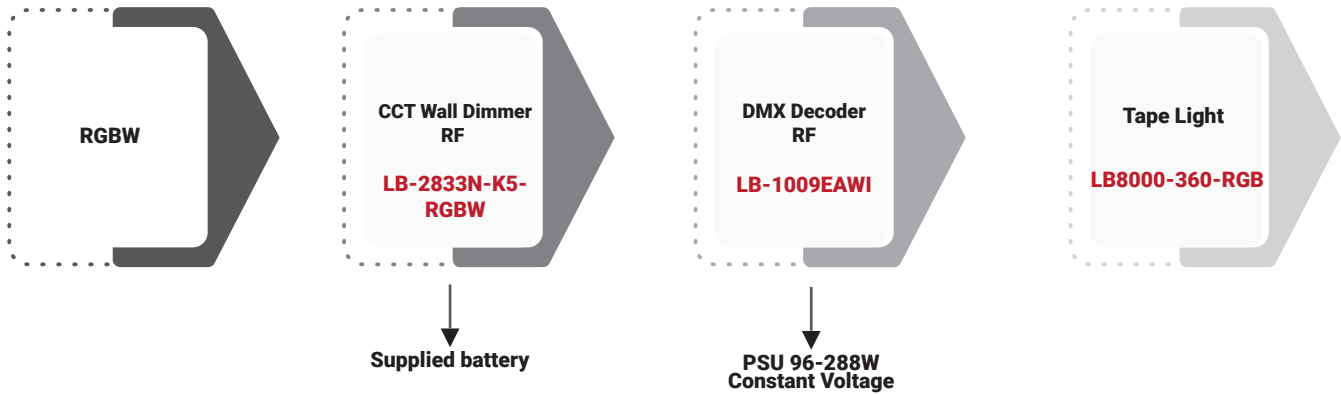 RGBW
CCT Wall Dimmer
RF
LB-2833N-K5-
RGBW
DMX Decoder
RF
LB-1009EAWI
Tape Light
LB8000-360-RGB
Supplied battery
PSU 96-288W
Constant Voltage